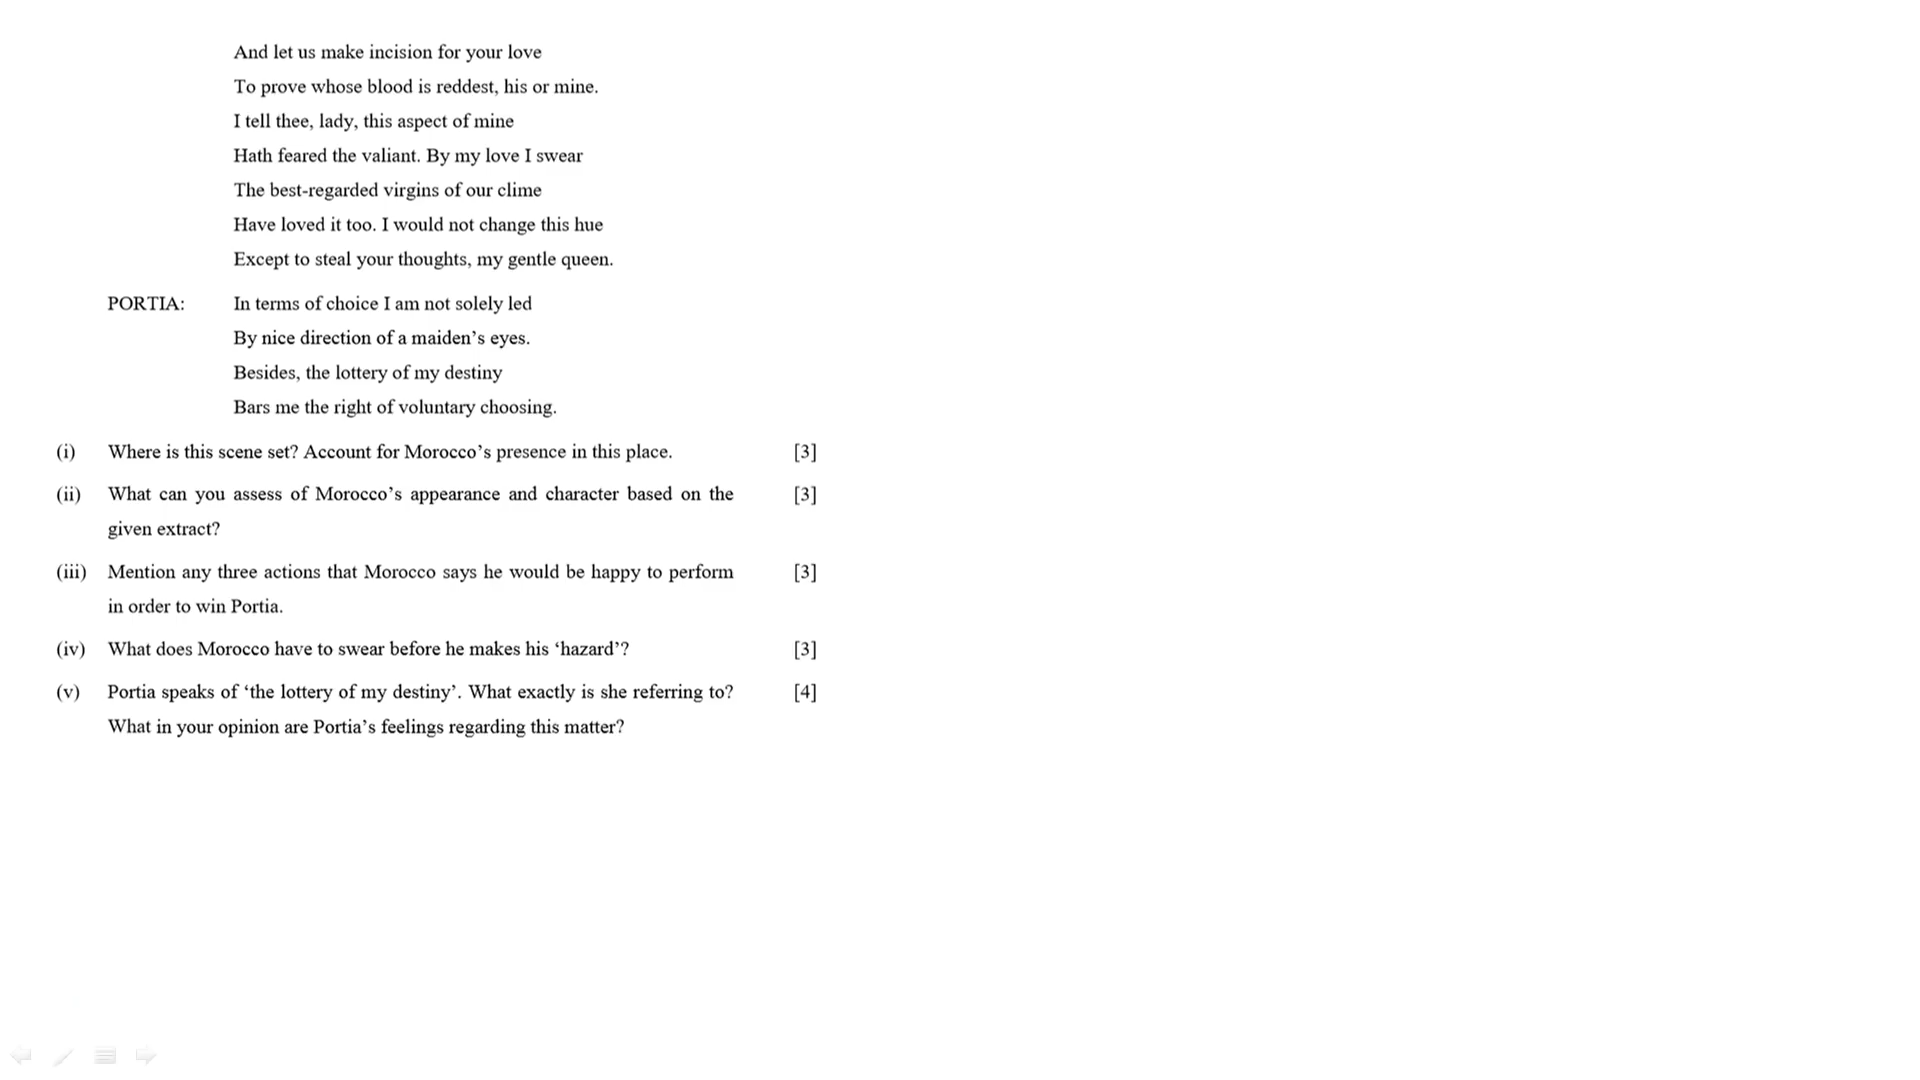 And let us make incision for your love
To prove whose blood is reddest, his or mine.
I tell thee, lady, this aspect of mine
Hath feared the valiant. By my love I swear
The best-regarded virgins of our clime
Have loved it too. I would not change this hue
Except to steal your thoughts, my gentle queen.
PORTIA: In terms of choice I am not solely led
By nice direction of a maiden’s eyes.
Besides, the lottery of my destiny
Bars me the right of voluntary choosing.
(i) Where is this scene set? Account for Morocco’s presence in this place. [3]
(ii) What can you assess of Morocco’s appearance and character based on the [3]
given extract?
(iii) Mention any three actions that Morocco says he would be happy to perform [3]
in order to win Portia.
(iv) What does Morocco have to swear before he makes his ‘hazard’? [3]
(v) Portia speaks of ‘the lottery of my destiny’. What exactly is she referring to? [4]
What in your opinion are Portia’s feelings regarding this matter?